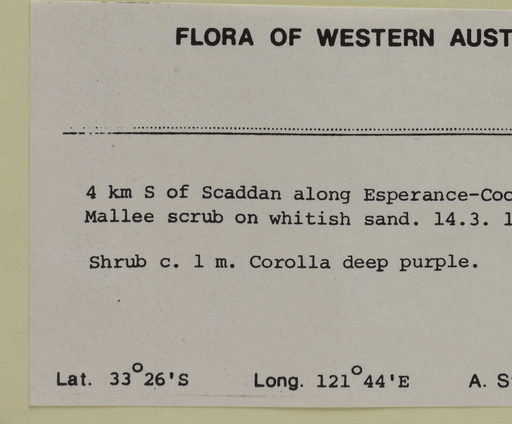 FLORA OF WESTERN AUST
4 km S of Scaddan along Esperance-Coo
Mallee scrub on whitish sand. 14.3. 1
Shrub c. 1 m. Corolla deep purple.
Lat. 33°26'S Long. 121°44'E A. S